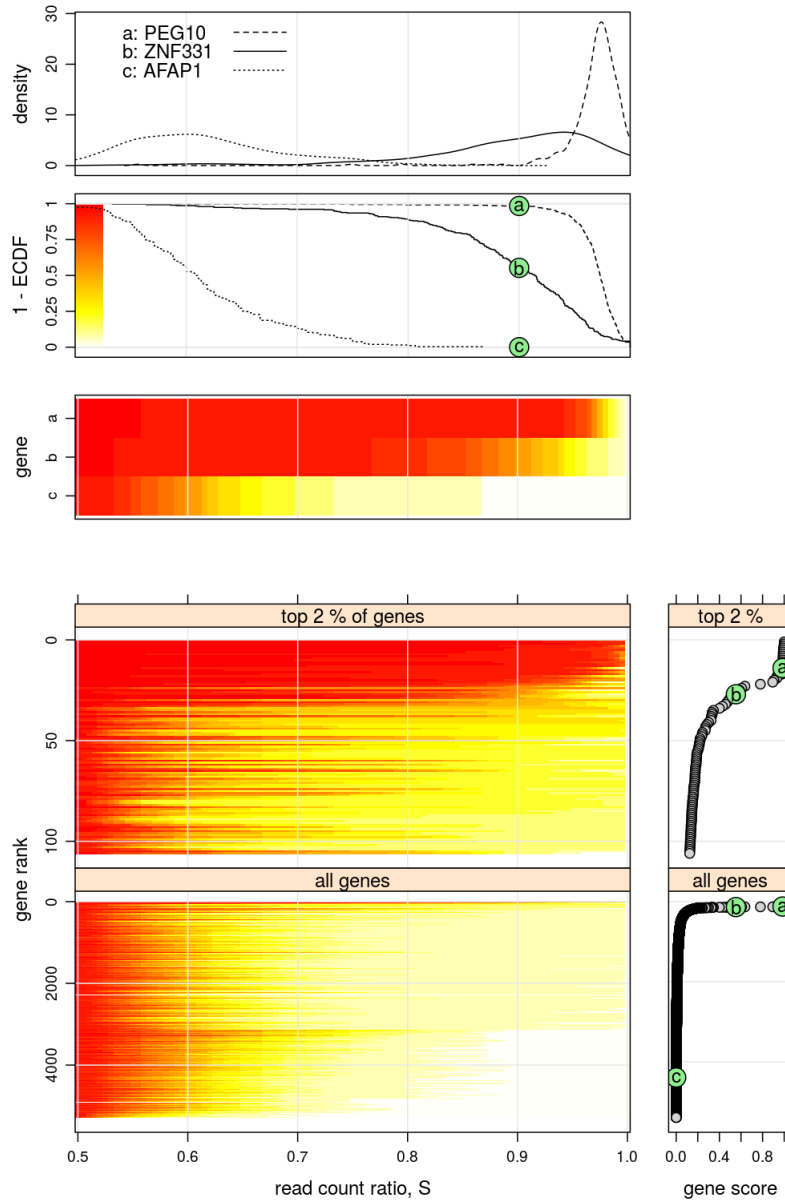 30
20
10
0
density
a: PEG10
b: ZNF331
c: AFAP1
1
0.75
0.5
0.25
0
1 - ECDF
a
b
c
gene
a
b
c
top 2 % of genes
top 2 %
0
50
100
a
b
gene rank
all genes
all genes
0
2000
4000
b
a
c
0.5
0.6
0.7
0.8
0.9
1.0
0.0
0.4
0.8
read count ratio, S
gene score